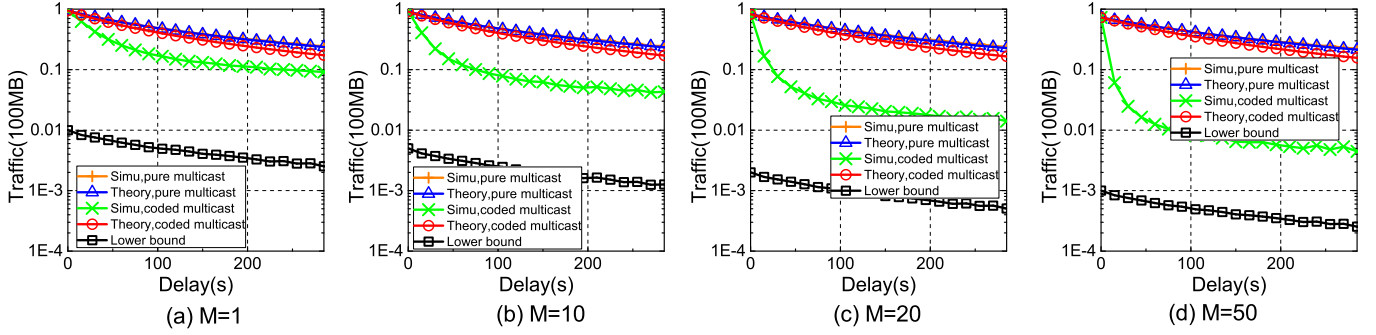 1
0.1
0.01
1E-3
1E-4
Traffic(100MB)
Simu,pure multicast
Theory,pure multicast
Simu,coded multicast
Theory,coded multicast
Lower bound
0 100 200
Delay(s)
(a) M=1
1
0.1
0.01
1E-3
1E-4
Traffic(100MB)
Simu,pure multicast
Theory,pure multicast
Simu,coded multicast
Theory,coded multicast
Lower bound
0 100 200
Delay(s)
(b) M=10
1
0.1
0.01
1E-3
1E-4
Traffic(100MB)
Simu,pure multicast
Theory,pure multicast
Simu,coded multicast
Theory,coded multicast
Lower bound
0 100 200
Delay(s)
(c) M=20
1
0.1
0.01
1E-3
1E-4
Traffic(100MB)
Simu,pure multicast
Theory,pure multicast
Simu,coded multicast
Theory,coded multicast
Lower bound
0 100 200
Delay(s)
(d) M=50